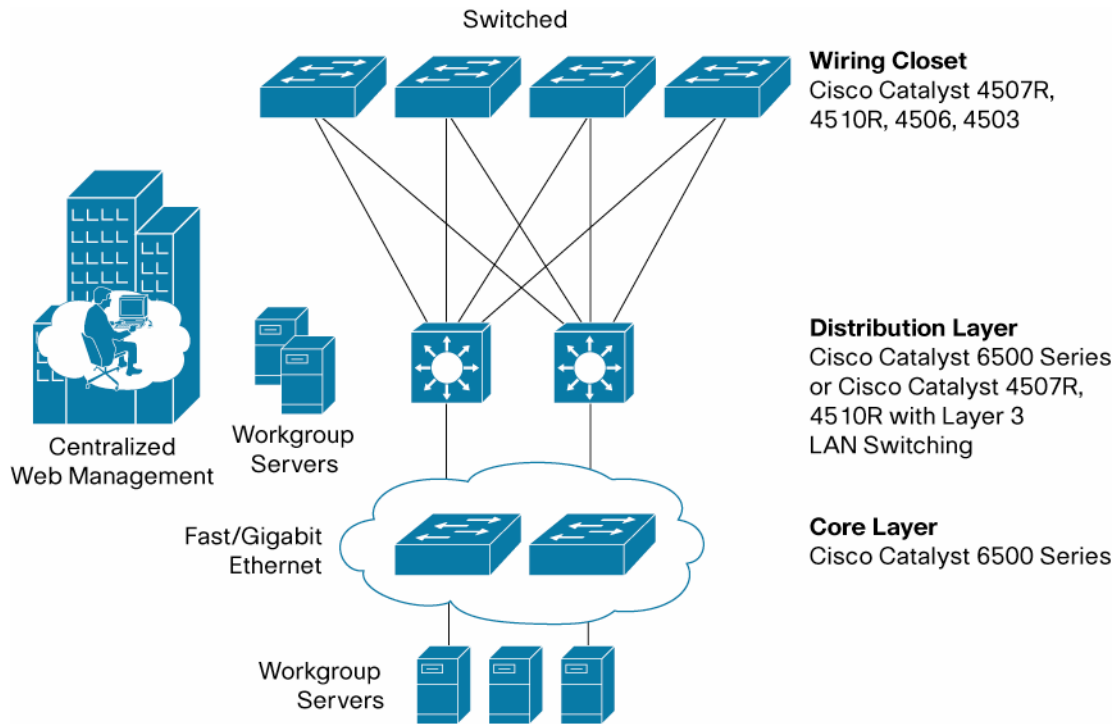 Switched
Wiring Closet
Cisco Catalyst 4507R,
4510R, 4506, 4503
Distribution Layer
Cisco Catalyst 6500 Series
or Cisco Catalyst 4507R,
4510R with Layer 3
LAN Switching
Centralized
Web Management
Workgroup
Servers
Fast/Gigabit
Ethernet
Core Layer
Cisco Catalyst 6500 Series
Workgroup
Servers